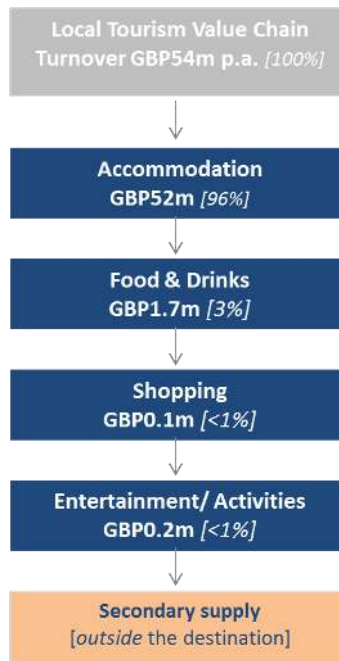 Local Tourism Value Chain
Turnover GBP54m p.a. [100%]
Accommodation
GBP52m [96%]
Food & Drinks
GBP1.7m [3%]
Shopping
GBP0.1m [<1%]
Entertainment/ Activities
GBP0.2m [<1%]
Secondary supply
[outside the destination]